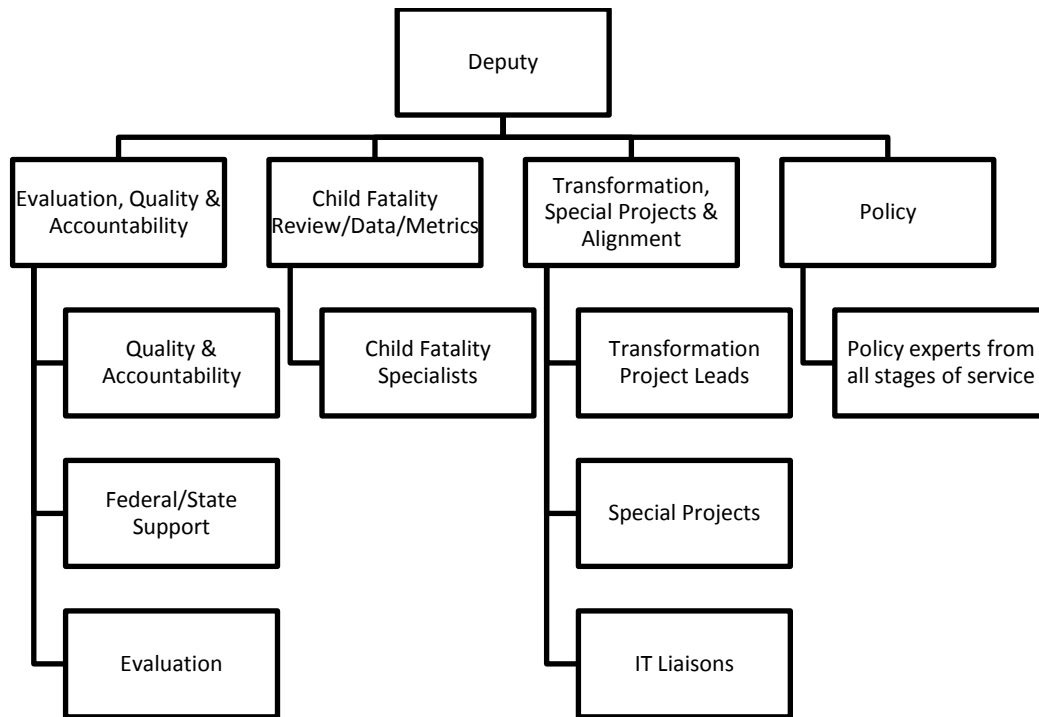 Deputy
Evaluation, Quality &
Accountability
Child Fatality
Review/Data/Metrics
Transformation,
Special Projects &
Alignment
Policy
Quality &
Accountability
Child Fatality
Specialists
Transformation
Project Leads
Policy experts from
all stages of service
Federal/State
Support
Special Projects
Evaluation
IT Liaisons